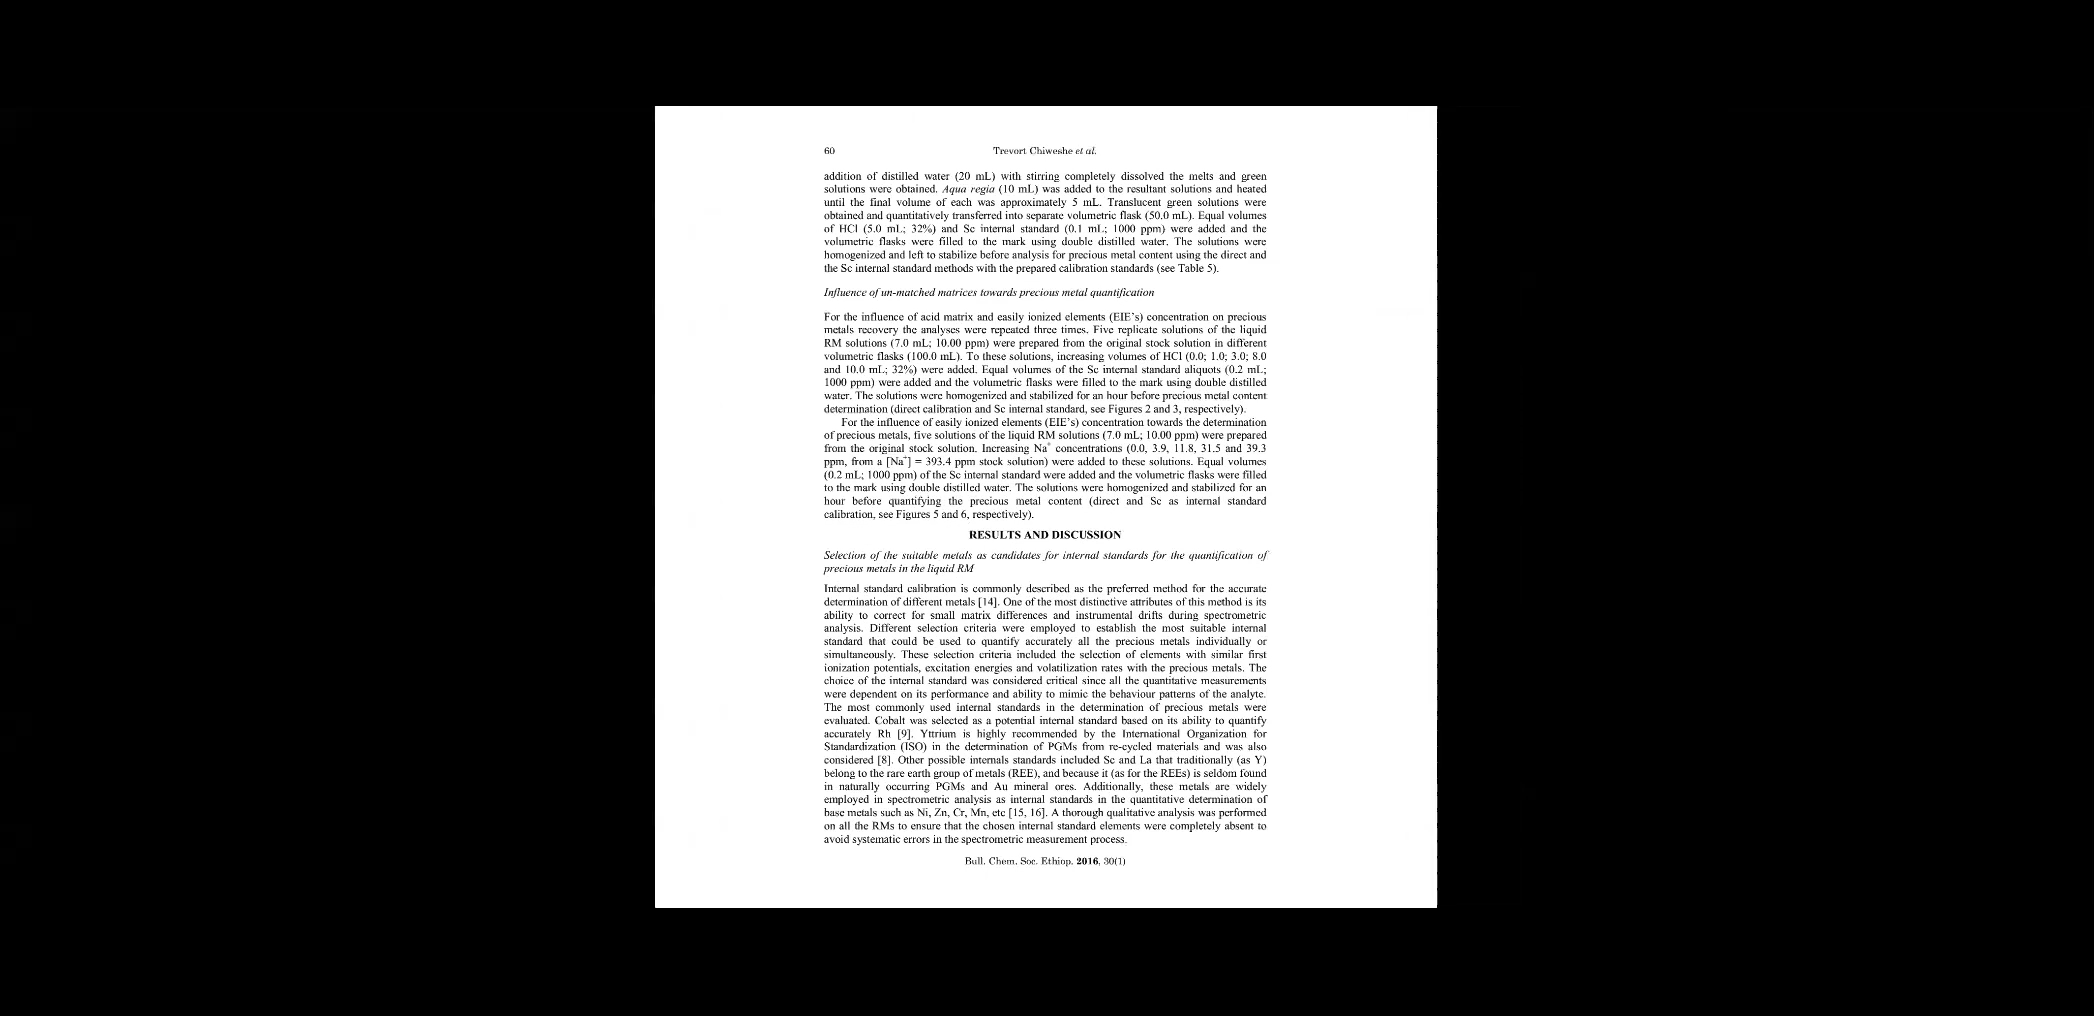 60
Trevort Chiweshe et al.
addition of distilled water (20 mL) with stirring completely dissolved the melts and green
solutions were obtained. Aqua regia (10 mL) was added to the resultant solutions and heated
until the final volume of each was approximately 5 mL. Translucent green solutions were
obtained and quantitatively transferred into separate volumetric flask (50.0 mL). Equal volumes
of HCl (5.0 mL; 32%) and Sc internal standard (0.1 mL; 1000 ppm) were added and the
volumetric flasks were filled to the mark using double distilled water. The solutions were
homogenized and left to stabilize before analysis for precious metal content using the direct and
the Sc internal standard methods with the prepared calibration standards (see Table 5).
Influence of un-matched matrices towards precious metal quantification
For the influence of acid matrix and easily ionized elements (EIE's) concentration on precious
metals recovery the analyses were repeated three times. Five replicate solutions of the liquid
RM solutions (7.0 mL; 10.00 ppm) were prepared from the original stock solution in different
volumetric flasks (100.0 mL). To these solutions, increasing volumes of HCl (0.0; 1.0; 3.0; 8.0
and 10.0 mL; 32%) were added. Equal volumes of the Sc internal standard aliquots (0.2 mL;
1000 ppm) were added and the volumetric flasks were filled to the mark using double distilled
water. The solutions were homogenized and stabilized for an hour before precious metal content
determination (direct calibration and Sc internal standard, see Figures 2 and 3, respectively).
For the influence of easily ionized elements (EIE's) concentration towards the determination
of precious metals, five solutions of the liquid RM solutions (7.0 mL; 10.00 ppm) were prepared
from the original stock solution. Increasing Na⁺ concentrations (0.0, 3.9, 11.8, 31.5 and 39.3
ppm, from a [Na⁺] = 393.4 ppm stock solution) were added to these solutions. Equal volumes
(0.2 mL; 1000 ppm) of the Sc internal standard were added and the volumetric flasks were filled
to the mark using double distilled water. The solutions were homogenized and stabilized for an
hour before quantifying the precious metal content (direct and Sc as internal standard
calibration, see Figures 5 and 6, respectively).
RESULTS AND DISCUSSION
Selection of the suitable metals as candidates for internal standards for the quantification of
precious metals in the liquid RM
Internal standard calibration is commonly described as the preferred method for the accurate
determination of different metals [14]. One of the most distinctive attributes of this method is its
ability to correct for small matrix differences and instrumental drifts during spectrometric
analysis. Different selection criteria were employed to establish the most suitable internal
standard that could be used to quantify accurately all the precious metals individually or
simultaneously. These selection criteria included the selection of elements with similar first
ionization potentials, excitation energies and volatilization rates with the precious metals. The
choice of the internal standard was considered critical since all the quantitative measurements
were dependent on its performance and ability to mimic the behaviour patterns of the analyte.
The most commonly used internal standards in the determination of precious metals were
evaluated. Cobalt was selected as a potential internal standard based on its ability to quantify
accurately Rh [9]. Yttrium is highly recommended by the International Organization for
Standardization (ISO) in the determination of PGMs from re-cycled materials and was also
considered [8]. Other possible internals standards included Sc and La that traditionally (as Y)
belong to the rare earth group of metals (REE), and because it (as for the REEs) is seldom found
in naturally occurring PGMs and Au mineral ores. Additionally, these metals are widely
employed in spectrometric analysis as internal standards in the quantitative determination of
base metals such as Ni, Zn, Cr, Mn, etc [15, 16]. A thorough qualitative analysis was performed
on all the RMs to ensure that the chosen internal standard elements were completely absent to
avoid systematic errors in the spectrometric measurement process.
Bull. Chem. Soc. Ethiop. 2016, 30(1)